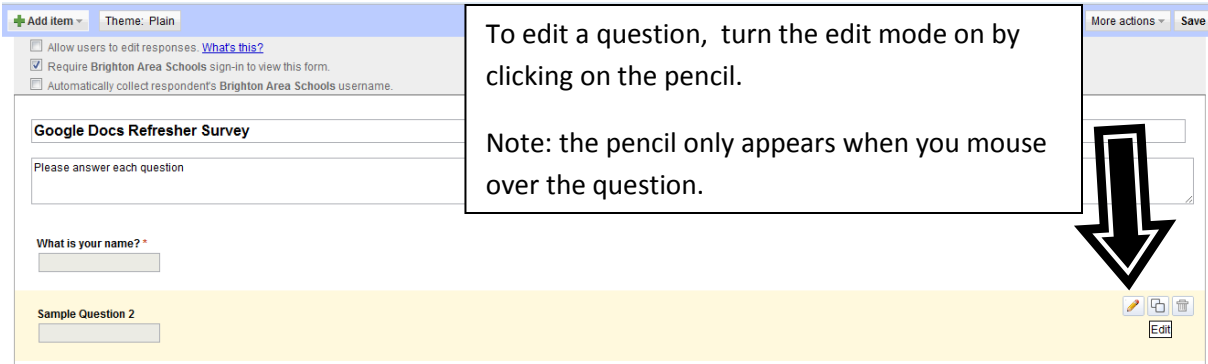 Add item Theme: Plain More actions Save
Allow users to edit responses. What's this?
Require Brighton Area Schools sign-in to view this form.
Automatically collect respondent's Brighton Area Schools username.
To edit a question, turn the edit mode on by
clicking on the pencil.
Note: the pencil only appears when you mouse
over the question.
Google Docs Refresher Survey
Please answer each question
What is your name? *
Sample Question 2
Edit